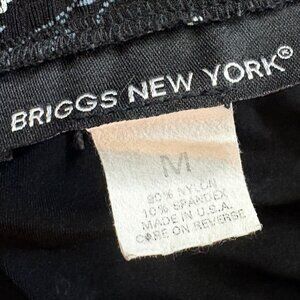 BRIGGS NEW YORK®
M
90% NYLON
10% SPANDEX
MADE IN U.S.A.
CARE ON REVERSE